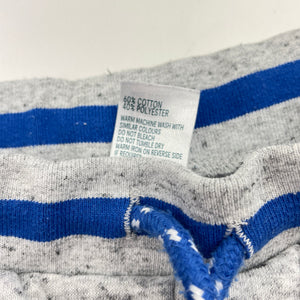 60% COTTON
40% POLYESTER
WARM MACHINE WASH WITH
SIMILAR COLOURS
DO NOT BLEACH
DO NOT TUMBLE DRY
WARM IRON ON REVERSE SIDE
IF REQUIRED